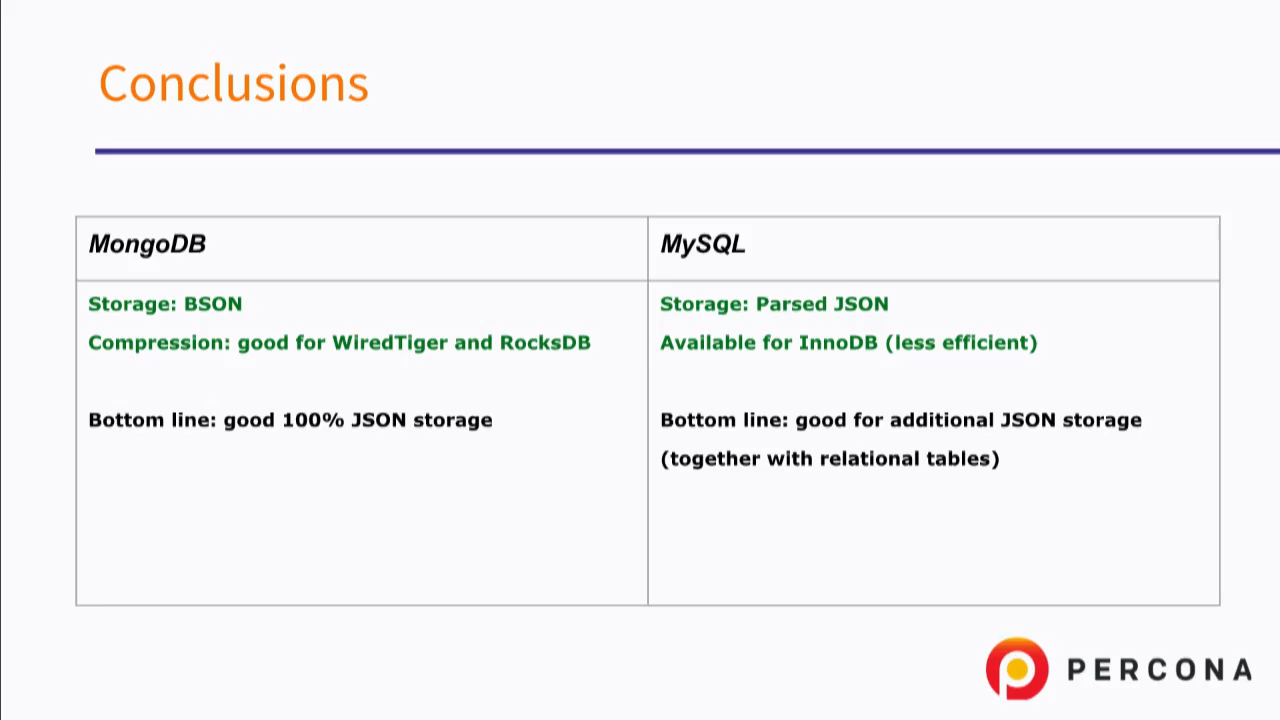 Conclusions
MongoDB
Storage: BSON
Compression: good for WiredTiger and RocksDB
Bottom line: good 100% JSON storage
MySQL
Storage: Parsed JSON
Available for InnoDB (less efficient)
Bottom line: good for additional JSON storage
(together with relational tables)
PERCONA